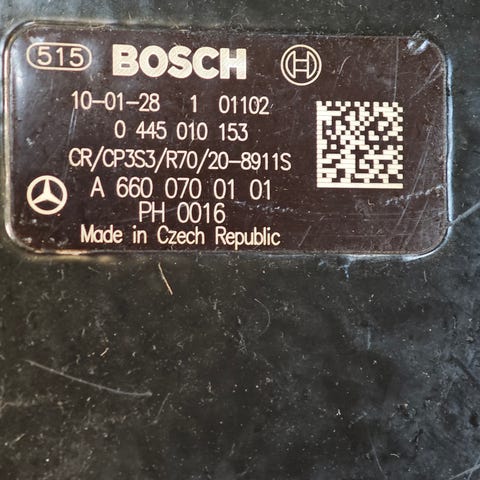 515 BOSCH
10-01-28 1 01102
0 445 010 153
CR/CP3S3/R70/20-8911S
A 660 070 01 01
PH 0016
Made in Czech Republic